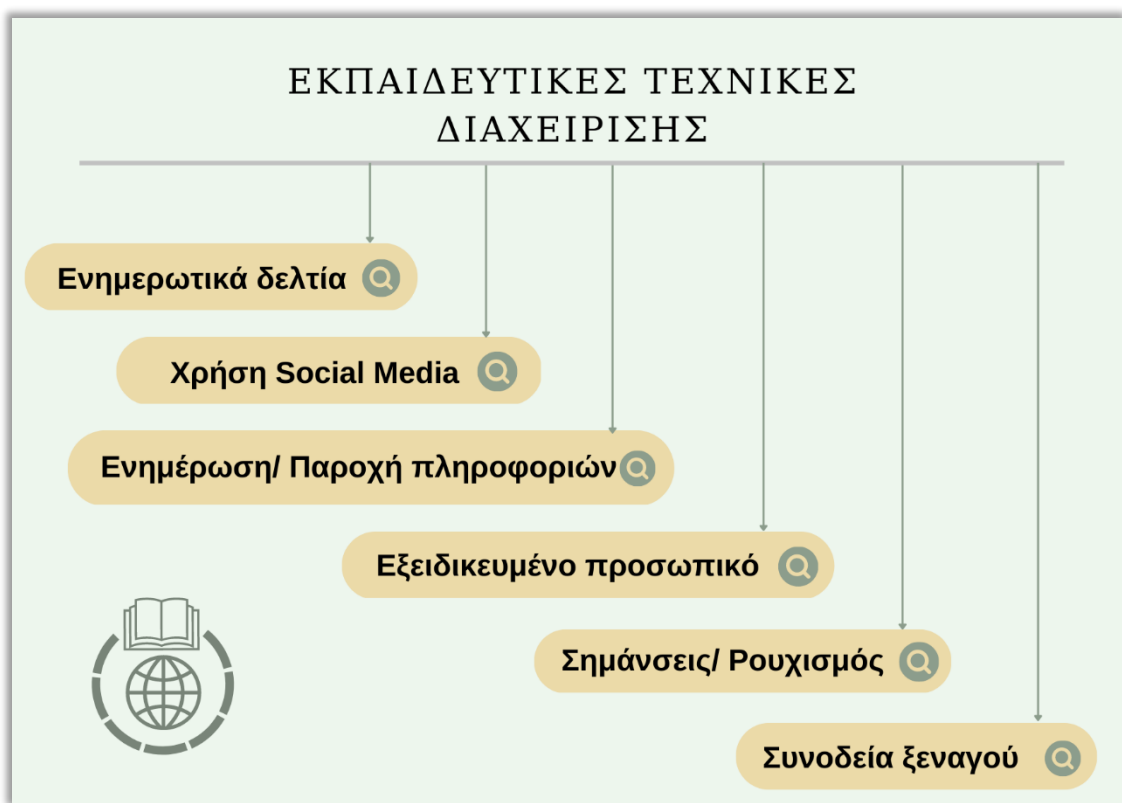 ΕΚΠΑΙΔΕΥΤΙΚΕΣ ΤΕΧΝΙΚΕΣ
ΔΙΑΧΕΙΡΙΣΗΣ
Ενημερωτικά δελτία
Χρήση Social Media
Ενημέρωση/ Παροχή πληροφοριών
Εξειδικευμένο προσωπικό
Σημάνσεις/ Ρουχισμός
Συνοδεία ξεναγού